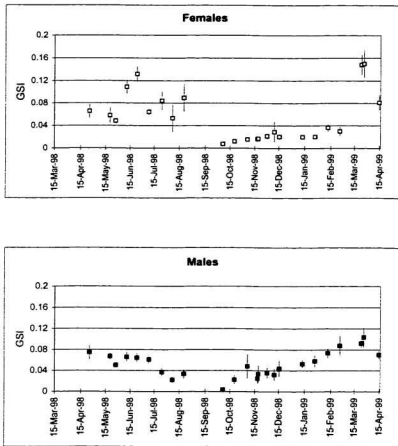 Females
GSI
0.2
0.16
0.12
0.08
0.04
0
15-Mar-98
15-Apr-98
15-May-98
15-Jun-98
15-Jul-98
15-Aug-98
15-Sep-98
15-Oct-98
15-Nov-98
15-Dec-98
15-Jan-99
15-Feb-99
15-Mar-99
15-Apr-99
Males
GSI
0.2
0.16
0.12
0.08
0.04
0
15-Mar-98
15-Apr-98
15-May-98
15-Jun-98
15-Jul-98
15-Aug-98
15-Sep-98
15-Oct-98
15-Nov-98
15-Dec-98
15-Jan-99
15-Feb-99
15-Mar-99
15-Apr-99